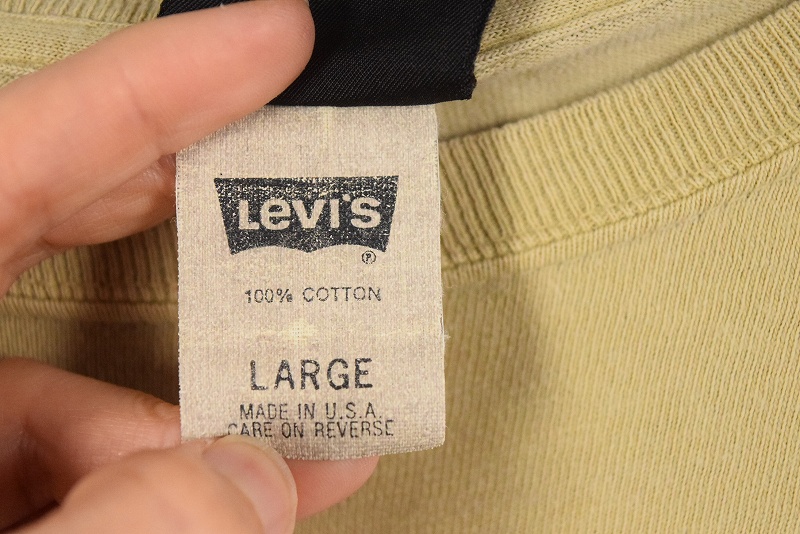 Levi's
®
100% COTTON
LARGE
MADE IN U.S.A.
CARE ON REVERSE